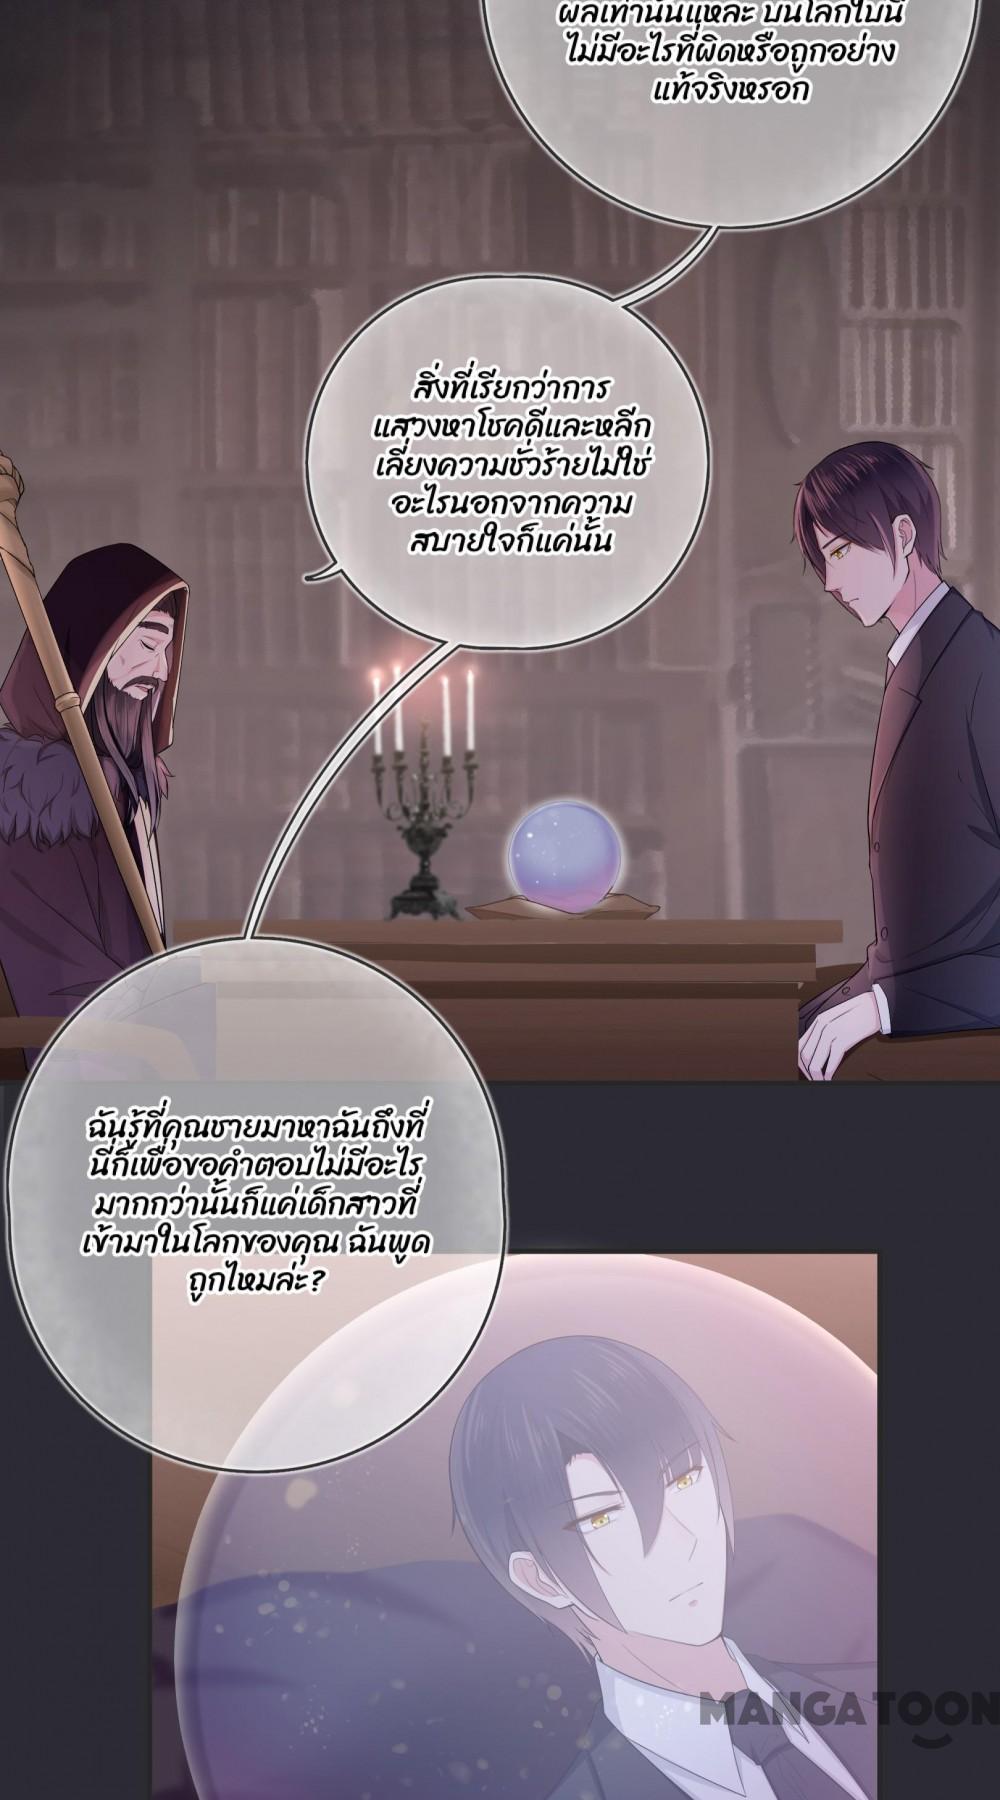 ผลเท่านั้นแหละ บนโลกใบนี้
ไม่มีอะไรที่ผิดหรือถูกอย่าง
แท้จริงหรอก
สิ่งที่เรียกว่าการ
แสวงหาโชคดีและหลีก
เลี่ยงความชั่วร้ายไม่ใช่
อะไรนอกจากความ
สบายใจก็แค่นั้น
ฉันรู้ที่คุณชายมาหาฉันถึงที่
นี่ก็เพื่อขอคำตอบไม่มีอะไร
มากกว่านั้นก็แค่เด็กสาวที่
เข้ามาในโลกของคุณ ฉันพูด
ถูกไหมล่ะ?
MANGATOON